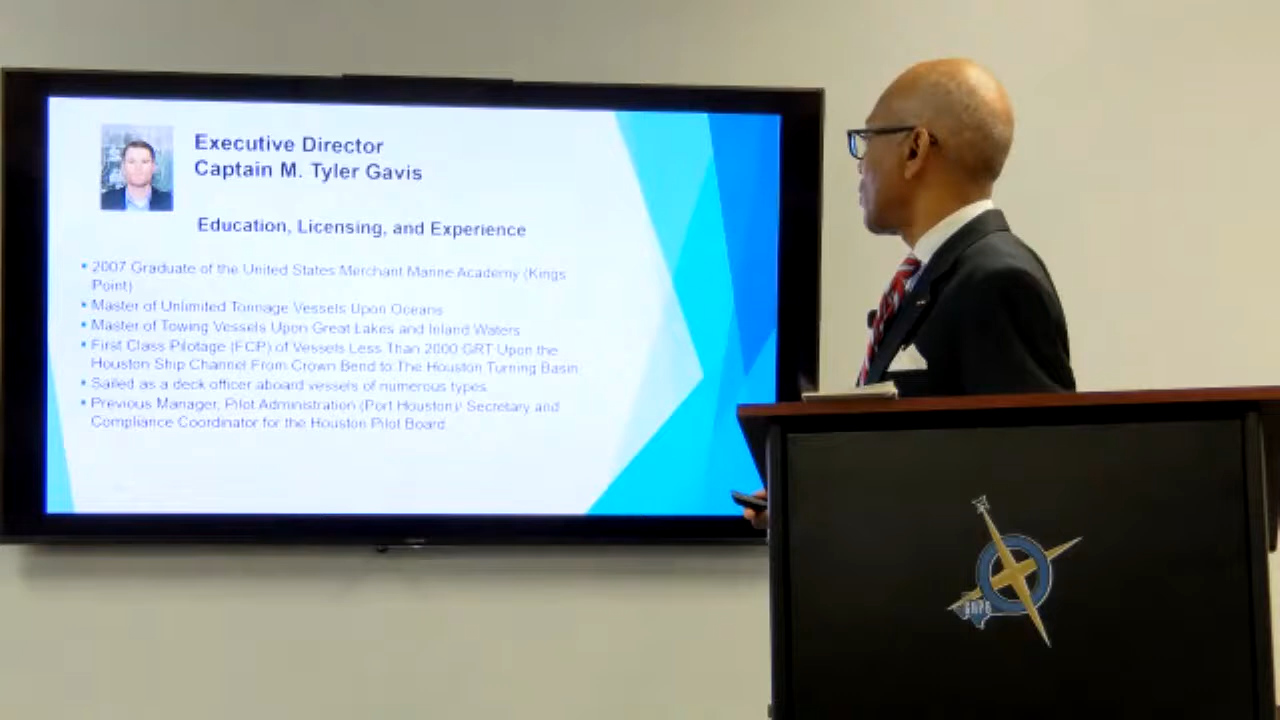 Executive Director
Captain M. Tyler Gavis
Education, Licensing, and Experience
2007 Graduate of the United States Merchant Marine Academy (Kings
Point)
Master of Unlimited Tonnage Vessels Upon Oceans
Master of Towing Vessels Upon Great Lakes and Inland Waters
First Class Pilotage (FCP) of Vessels Less Than 2000 GRT Upon the
Houston Ship Channel From Crown Bend to The Houston Turning Basin
Sailed as a deck officer aboard vessels of numerous types
Previous Manager, Pilot Administration (Port Houston)/ Secretary and
Compliance Coordinator for the Houston Pilot Board